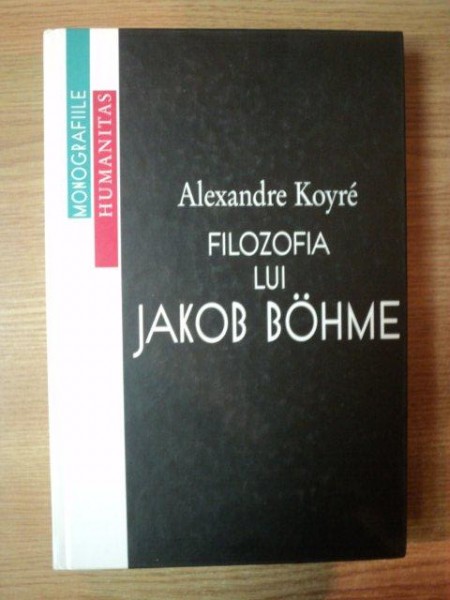 MONOGRAFIILE
HUMANITAS
Alexandre Koyré
FILOZOFIA
LUI
JAKOB BÖHME